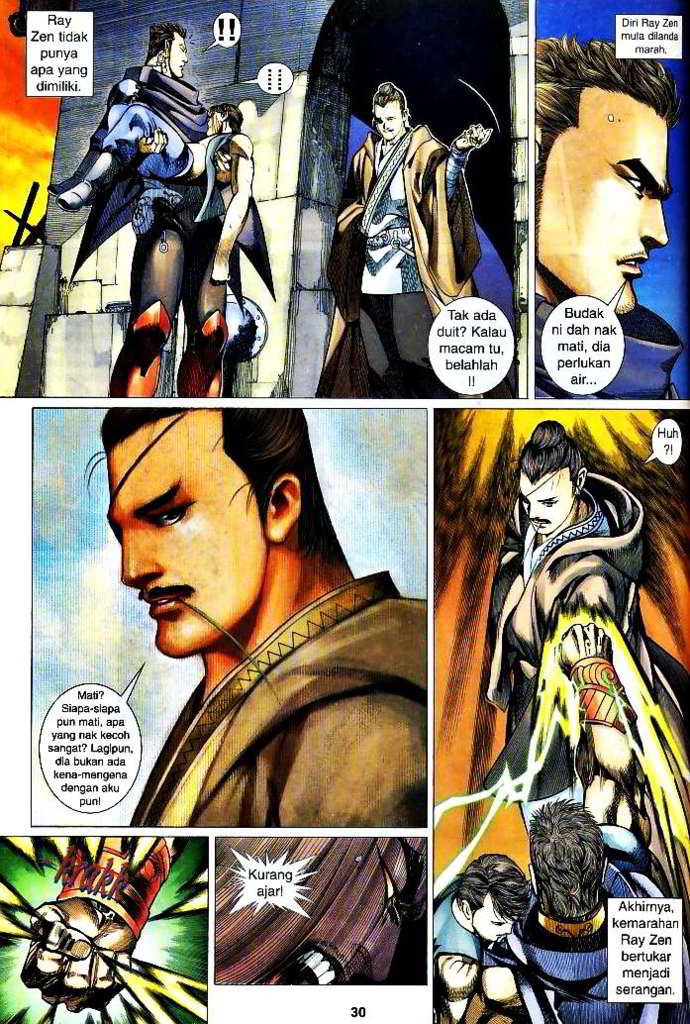 Ray
Zen tidak
punya
apa yang
dimiliki.
!!
Tak ada
duit? Kalau
macam tu,
belahlah
!!
Diri Ray Zen
mula dilanda
marah.
Budak
ni dah nak
mati, dia
perlukan
air...
Mati?
Siapa-siapa
pun mati, apa
yang nak kecoh
sangat? Lagipun,
dia bukan ada
kena-mengena
dengan aku
pun!
Huh
?!
Krakk
Kurang
ajar!
Akhirnya,
kemarahan
Ray Zen
bertukar
menjadi
serangan.
30